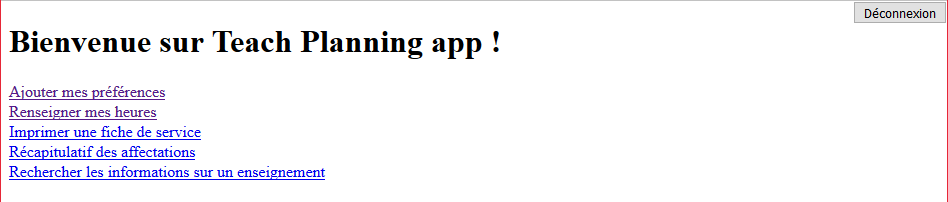 Déconnexion
Bienvenue sur Teach Planning app !
Ajouter mes préférences
Renseigner mes heures
Imprimer une fiche de service
Récapitulatif des affectations
Rechercher les informations sur un enseignement